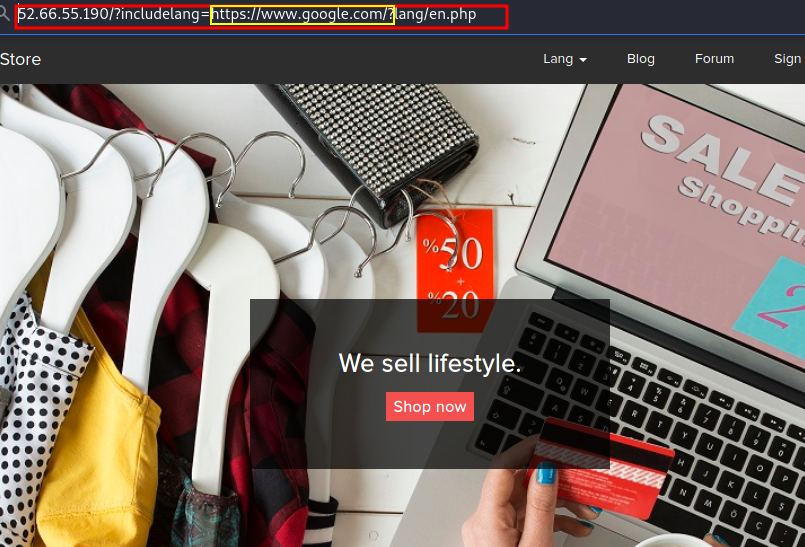 52.66.55.190/?includelang=https://www.google.com/?lang/en.php
Store
Lang
Blog
Forum
Sign
SALE
Shoppin
%50
+
%20
2
We sell lifestyle.
Shop now